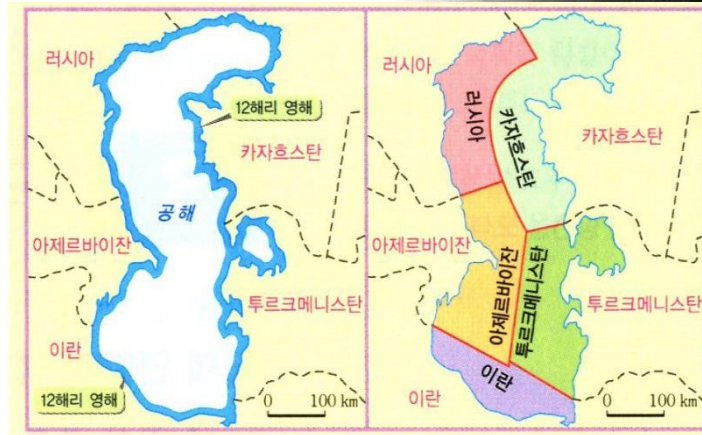 러시아
12해리 영해
카자흐스탄
공해
아제르바이잔
투르크메니스탄
이란
12해리 영해
0 100 km
러시아
러시아
카자흐스탄
카자흐스탄
아제르바이잔
아제르바이잔
투르크메니스탄
투르크메니스탄
이란
이란
0 100 km